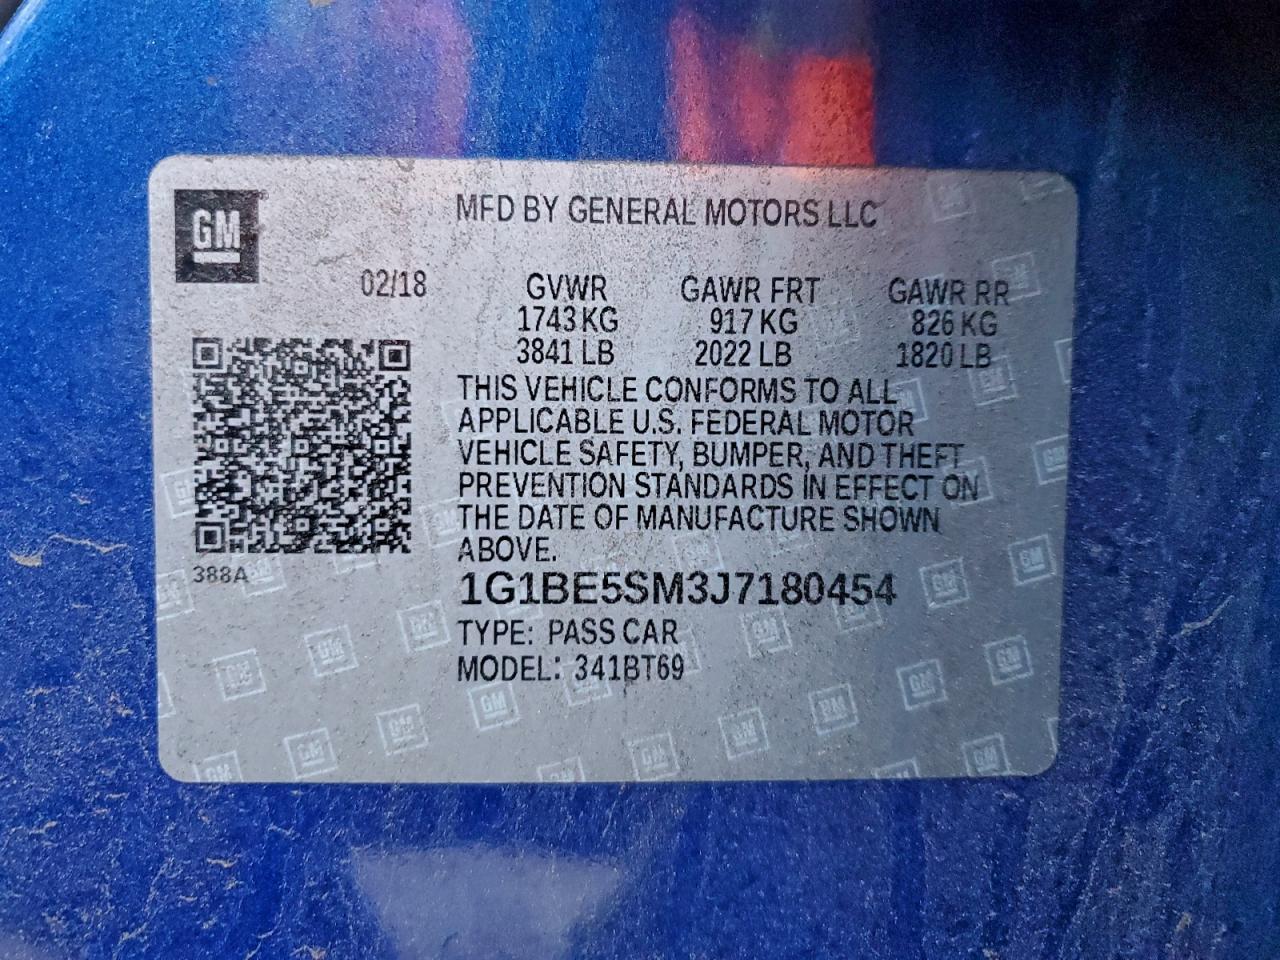 GM
MFD BY GENERAL MOTORS LLC
02/18 GVWR GAWR FRT GAWR RR
1743 KG 917 KG 826 KG
3841 LB 2022 LB 1820 LB
THIS VEHICLE CONFORMS TO ALL
APPLICABLE U.S. FEDERAL MOTOR
VEHICLE SAFETY, BUMPER, AND THEFT
PREVENTION STANDARDS IN EFFECT ON
THE DATE OF MANUFACTURE SHOWN
ABOVE.
388A
1G1BE5SM3J7180454
TYPE: PASS CAR
MODEL: 341BT69